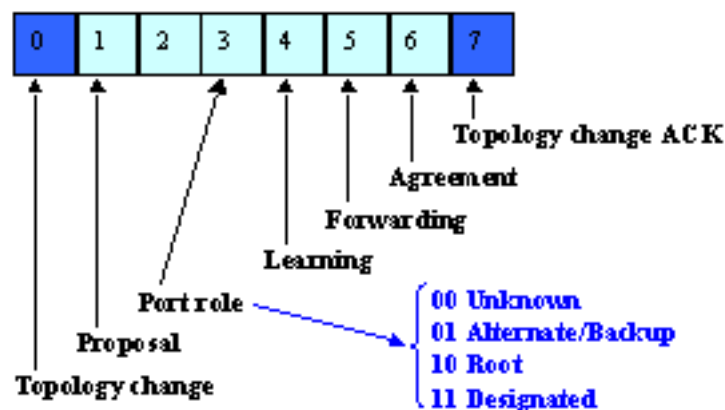 0 1 2 3 4 5 6 7
Topology change ACK
Agreement
Forwarding
Learning
Port role
00 Unknown
01 Alternate/Backup
Proposal
10 Root
Topology change
11 Designated